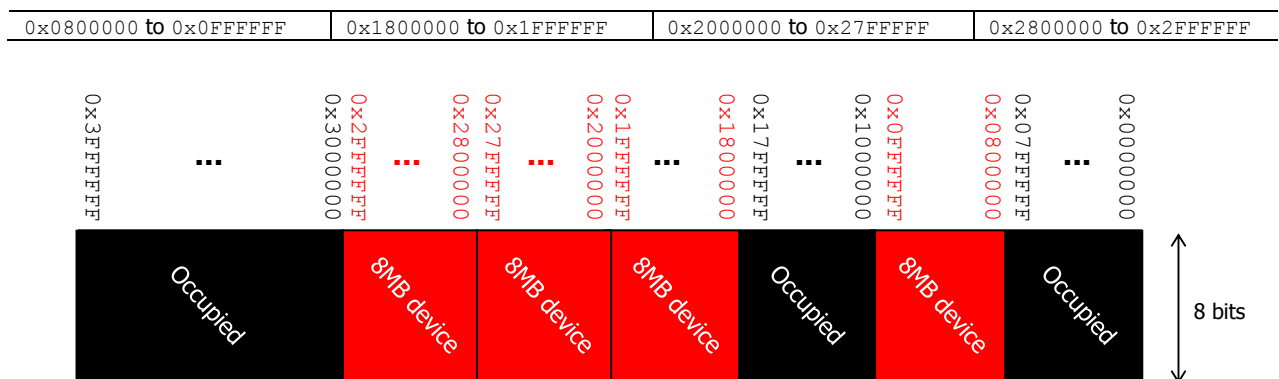 0x0800000 to 0x0FFFFFF 0x1800000 to 0x1FFFFFF 0x2000000 to 0x27FFFFF 0x2800000 to 0x2FFFFFF
0x3FFFFFF ... 0x3000000 0x2FFFFFF ... 0x2800000 0x27FFFFF ... 0x2000000 0x1FFFFFF ... 0x1800000 0x17FFFFF ... 0x1000000 0x0FFFFFF ... 0x0800000 0x07FFFFF ... 0x0000000
Occupied 8MB device 8MB device 8MB device Occupied 8MB device Occupied
8 bits